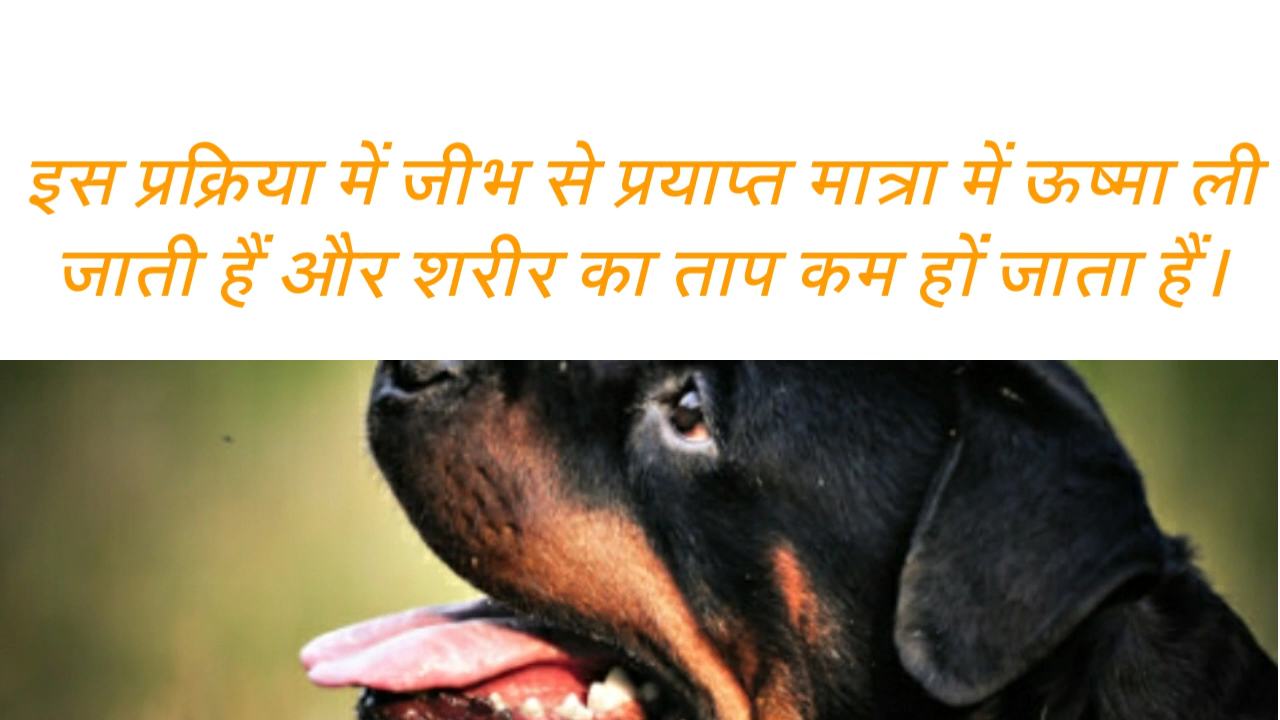 इस प्रक्रिया में जीभ से प्रयाप्त मात्रा में ऊष्मा ली
जाती हैं और शरीर का ताप कम हों जाता हैं।